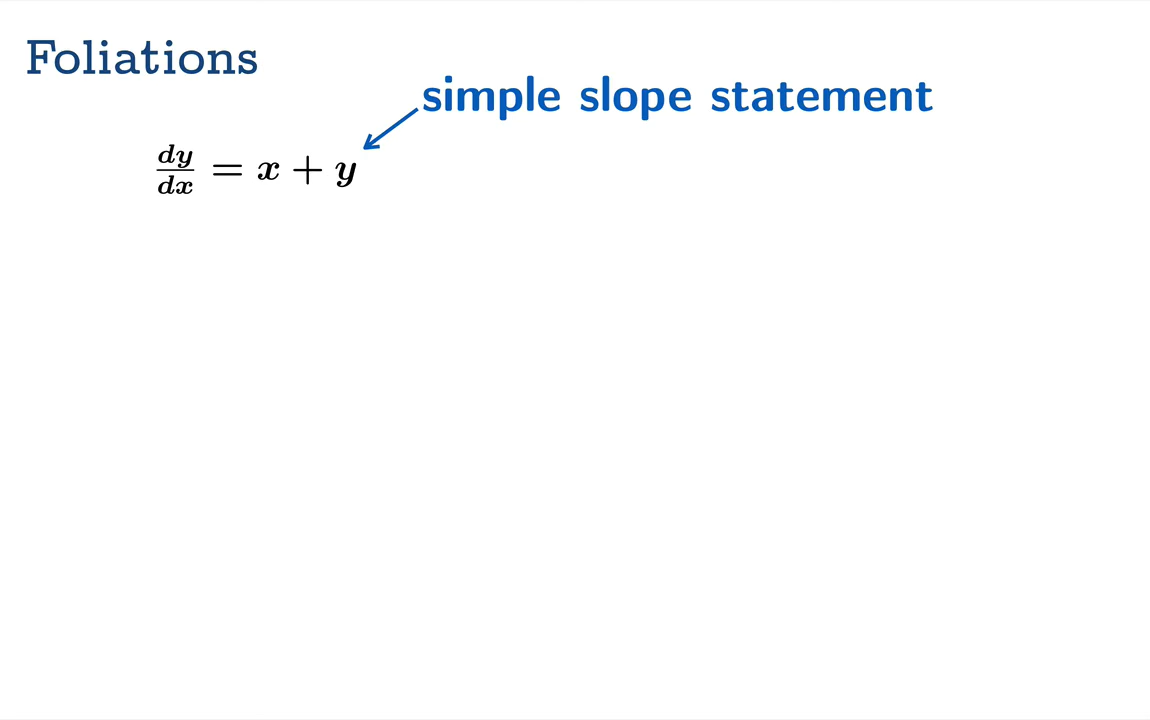 Foliations
simple slope statement
dy/dx = x + y